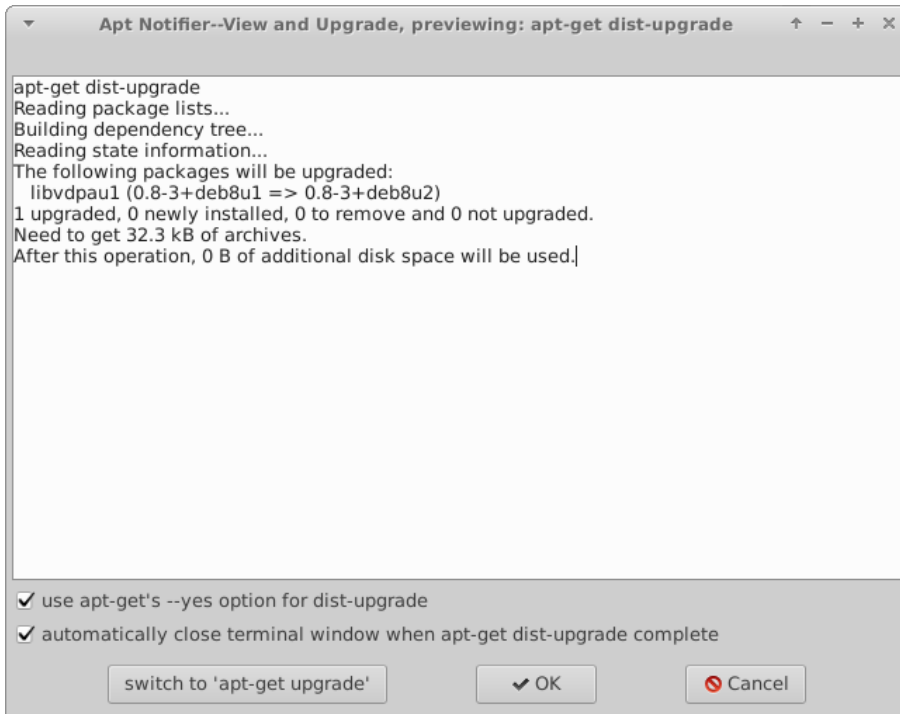 Apt Notifier--View and Upgrade, previewing: apt-get dist-upgrade
apt-get dist-upgrade
Reading package lists...
Building dependency tree...
Reading state information...
The following packages will be upgraded:
libvdpau1 (0.8-3+deb8u1 => 0.8-3+deb8u2)
1 upgraded, 0 newly installed, 0 to remove and 0 not upgraded.
Need to get 32.3 kB of archives.
After this operation, 0 B of additional disk space will be used.
use apt-get's --yes option for dist-upgrade
automatically close terminal window when apt-get dist-upgrade complete
switch to 'apt-get upgrade' OK Cancel